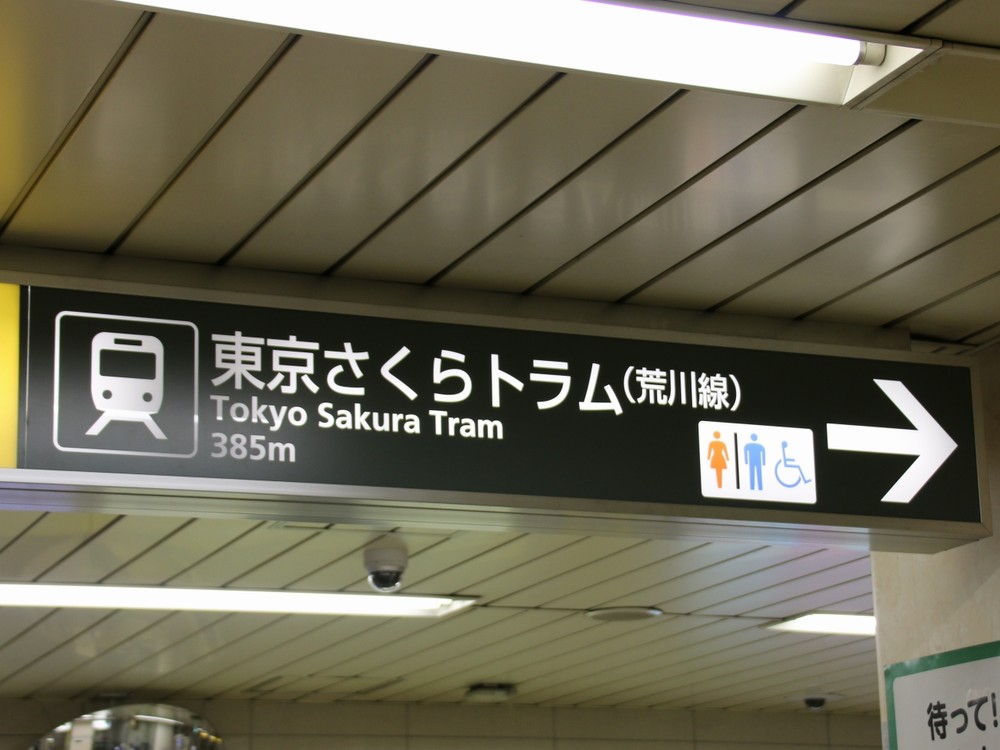 東京さくらトラム(荒川線)
Tokyo Sakura Tram
385m
待って!